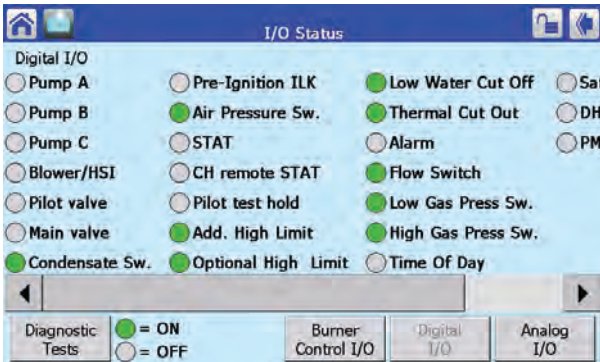 I/O Status
Digital I/O
Pump A
Pre-Ignition ILK
Low Water Cut Off
Sa
Pump B
Air Pressure Sw.
Thermal Cut Out
DH
Pump C
STAT
Alarm
PM
Blower/HSI
CH remote STAT
Flow Switch
Pilot valve
Pilot test hold
Low Gas Press Sw.
Main valve
Add. High Limit
High Gas Press Sw.
Condensate Sw.
Optional High Limit
Time Of Day
Diagnostic
Tests
= ON
= OFF
Burner
Control I/O
Digital
I/O
Analog
I/O